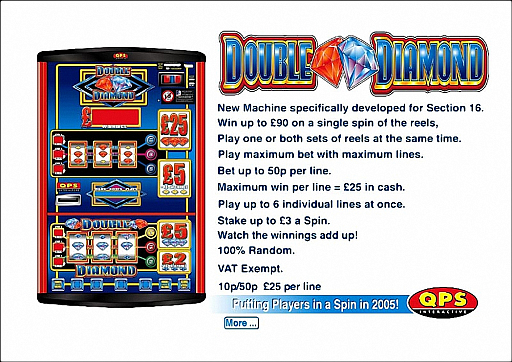 DOUBLE DIAMOND
New Machine specifically developed for Section 16.
Win up to £90 on a single spin of the reels,
Play one or both sets of reels at the same time.
Play maximum bet with maximum lines.
Bet up to 50p per line.
Maximum win per line = £25 in cash.
Play up to 6 individual lines at once.
Stake up to £3 a Spin.
Watch the winnings add up!
100% Random.
VAT Exempt.
10p/50p £25 per line
Putting Players in a Spin in 2005!
QPS
INTERACTIVE
More ...
QPS
DOUBLE
DIAMOND
£
£25
£5
QPS
DOUBLE
£5
£2
DIAMOND